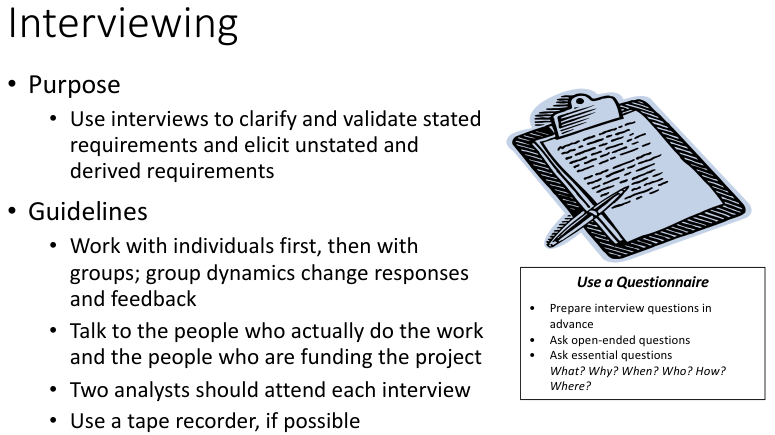 Interviewing
• Purpose
• Use interviews to clarify and validate stated
requirements and elicit unstated and
derived requirements
• Guidelines
• Work with individuals first, then with
groups; group dynamics change responses
and feedback
• Talk to the people who actually do the work
and the people who are funding the project
• Two analysts should attend each interview
• Use a tape recorder, if possible
Use a Questionnaire
• Prepare interview questions in
advance
• Ask open-ended questions
• Ask essential questions
What? Why? When? Who? How?
Where?